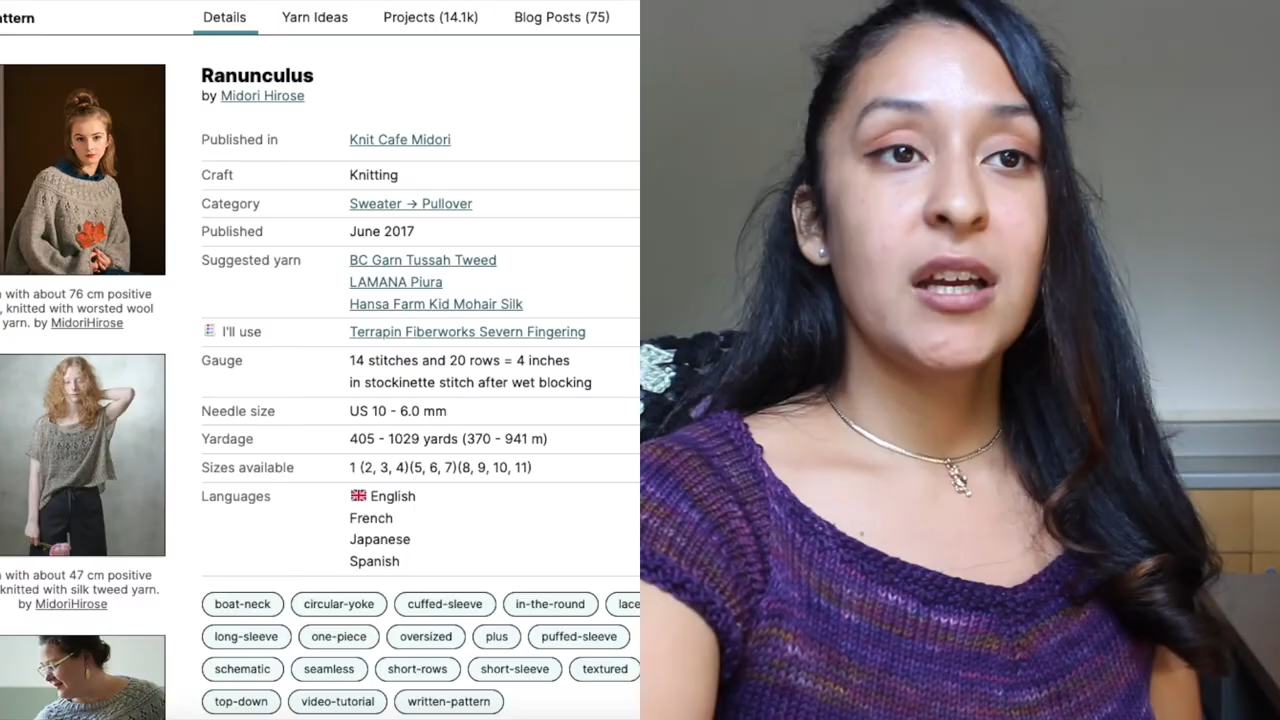 attern
Details Yarn Ideas Projects (14.1k) Blog Posts (75)
Ranunculus
by Midori Hirose
Published in Knit Cafe Midori
Craft Knitting
Category Sweater → Pullover
Published June 2017
Suggested yarn BC Garn Tussah Tweed
LAMANA Piura
Hansa Farm Kid Mohair Silk
I'll use Terrapin Fiberworks Severn Fingering
Gauge 14 stitches and 20 rows = 4 inches
in stockinette stitch after wet blocking
Needle size US 10 - 6.0 mm
Yardage 405 - 1029 yards (370 - 941 m)
Sizes available 1 (2, 3, 4)(5, 6, 7)(8, 9, 10, 11)
Languages English
French
Japanese
Spanish
boat-neck circular-yoke cuffed-sleeve in-the-round lace
long-sleeve one-piece oversized plus puffed-sleeve
schematic seamless short-rows short-sleeve textured
top-down video-tutorial written-pattern
with about 76 cm positive
, knitted with worsted wool
yarn. by MidoriHirose
with about 47 cm positive
knitted with silk tweed yarn.
by MidoriHirose